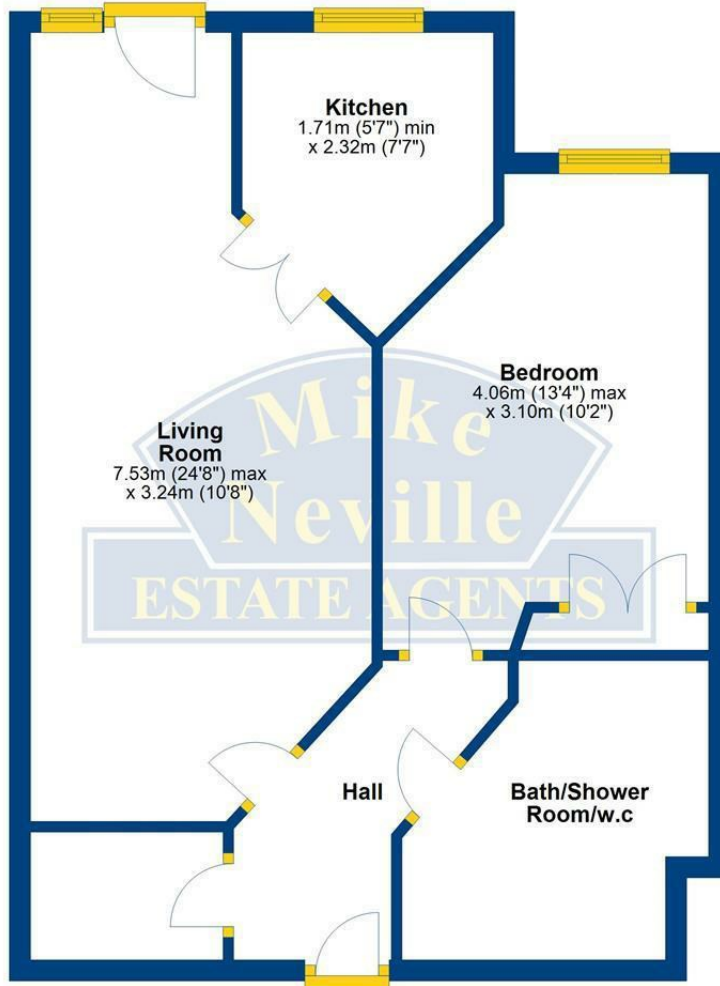 Kitchen
1.71m (5'7") min
x 2.32m (7'7")
Bedroom
4.06m (13'4") max
x 3.10m (10'2")
Living
Room
7.53m (24'8") max
x 3.24m (10'8")
Mike
Neville
ESTATE AGENTS
Hall
Bath/Shower
Room/w.c